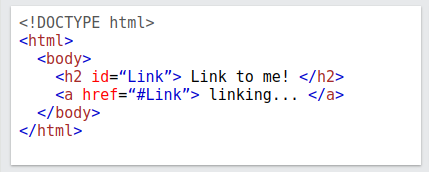 <!DOCTYPE html>
<html>
  <body>
    <h2 id=“Link”> Link to me! </h2>
    <a href=“#Link”> linking... </a>
  </body>
</html>